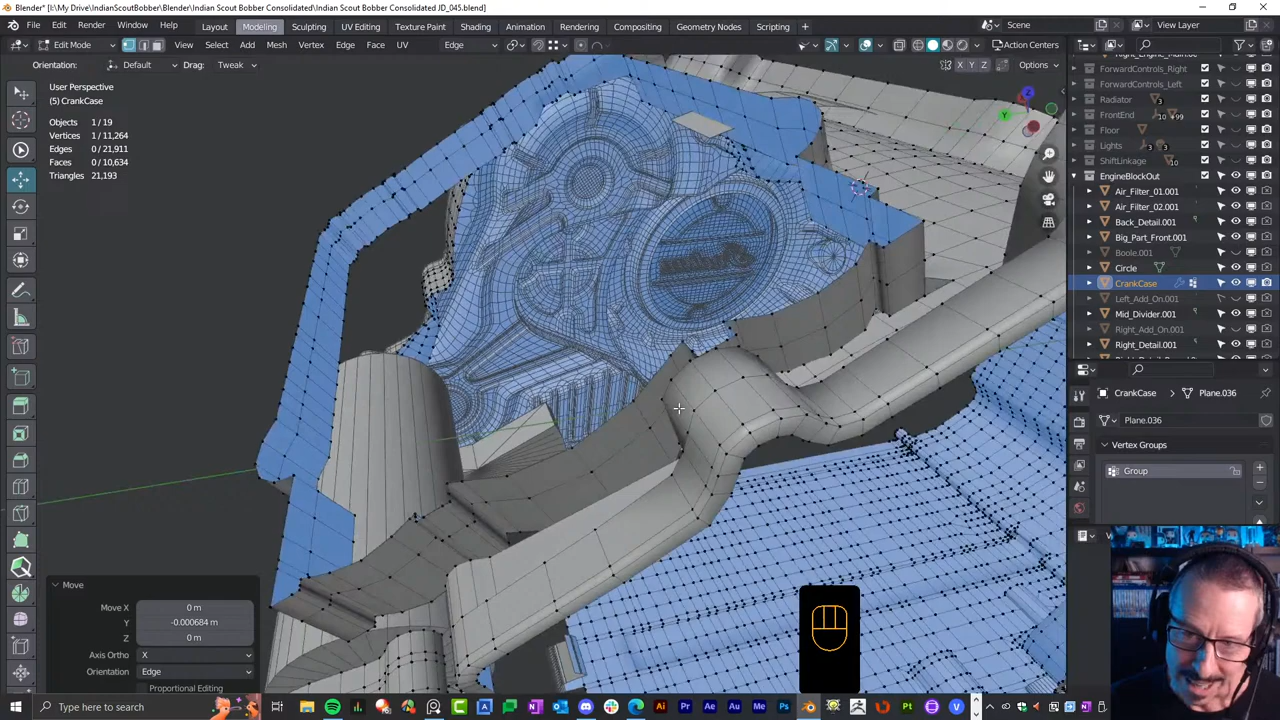 Blender* [I:\My Drive\IndianScoutBobber\Blender\Indian Scout Bobber Consolidated\Indian Scout Bobber Consolidated JD_045.blend]
File Edit Render Window Help Layout Modeling Sculpting UV Editing Texture Paint Shading Animation Rendering Compositing Geometry Nodes Scripting + Scene View Layer
Edit Mode View Select Add Mesh Vertex Edge Face UV Edge Action Centers
Orientation: Default Drag: Tweak X Y Z Options
User Perspective
(5) CrankCase
Objects 1 / 19
Vertices 1 / 11,264
Edges 0 / 21,911
Faces 0 / 10,634
Triangles 21,193
ForwardControls_Right
ForwardControls_Left
Radiator
FrontEnd
Floor
Lights
ShiftLinkage
EngineBlockOut
Air_Filter_01.001
Air_Filter_02.001
Back_Detail.001
Big_Part_Front.001
Boole.001
Circle
CrankCase
Left_Add_On.001
Mid_Divider.001
Right_Add_On.001
Right_Detail.001
CrankCase Plane.036
Plane.036
Vertex Groups
Group
Move
Move X 0 m
Y -0.000684 m
Z 0 m
Axis Ortho X
Orientation Edge
Proportional Editing
Type here to search